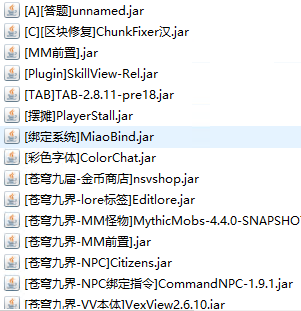 [A][答题]unnamed.jar
[C][区块修复]ChunkFixer汉.jar
[MM前置].jar
[Plugin]SkillView-Rel.jar
[TAB]TAB-2.8.11-pre18.jar
[摆摊]PlayerStall.jar
[绑定系统]MiaoBind.jar
[彩色字体]ColorChat.jar
[苍穹九届-金币商店]nsvshop.jar
[苍穹九界-lore标签]Editlore.jar
[苍穹九界-MM怪物]MythicMobs-4.4.0-SNAPSHOT
[苍穹九界-MM前置].jar
[苍穹九界-NPC]Citizens.jar
[苍穹九界-NPC绑定指令]CommandNPC-1.9.1.jar
[苍穹九界-VV本体]VexView2.6.10.jar